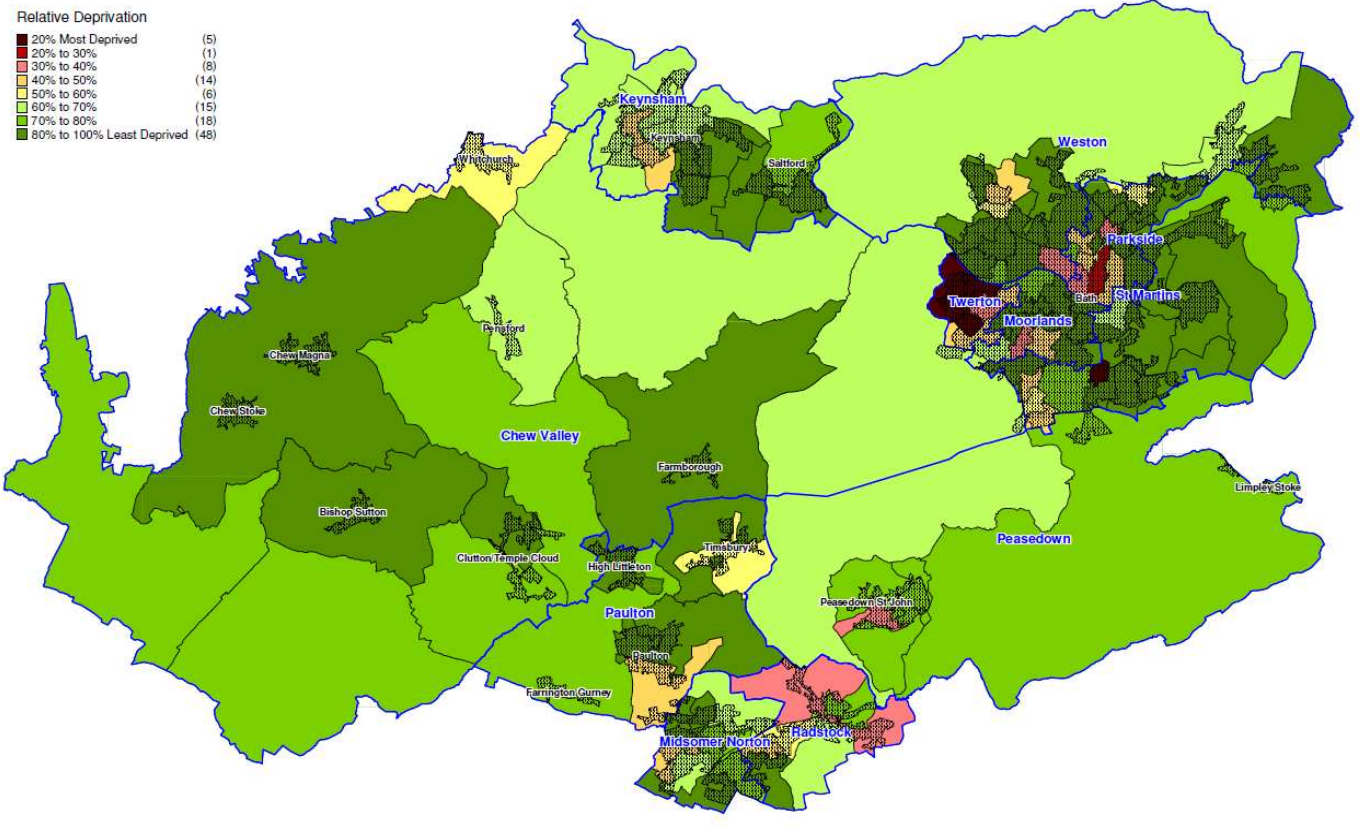 Relative Deprivation
20% Most Deprived (5)
20% to 30% (1)
30% to 40% (8)
40% to 50% (14)
50% to 60% (6)
60% to 70% (15)
70% to 80% (18)
80% to 100% Least Deprived (48)
Keynsham
Keynsham
Whitchurch
Saltford
Weston
Parkside
Twerton
Bath
St Martins
Moorlands
Pensford
Chew Magna
Chew Stoke
Chew Valley
Farmborough
Limpley Stoke
Bishop Sutton
Peasedown
Timsbury
Clutton/Temple Cloud
High Littleton
Peasedown St John
Paulton
Paulton
Farrington Gurney
Radstock
Midsomer Norton